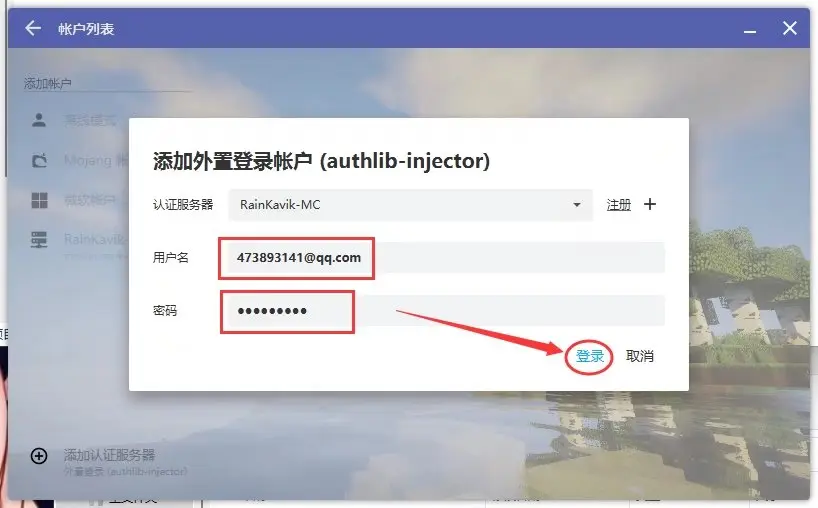 帐户列表
添加帐户
离线模式
Mojang 帐
微软帐户
RainKavik-
添加外置登录帐户 (authlib-injector)
认证服务器 RainKavik-MC 注册
用户名 473893141@qq.com
密码 •••••••••
登录 取消
添加认证服务器
外置登录 (authlib-injector)